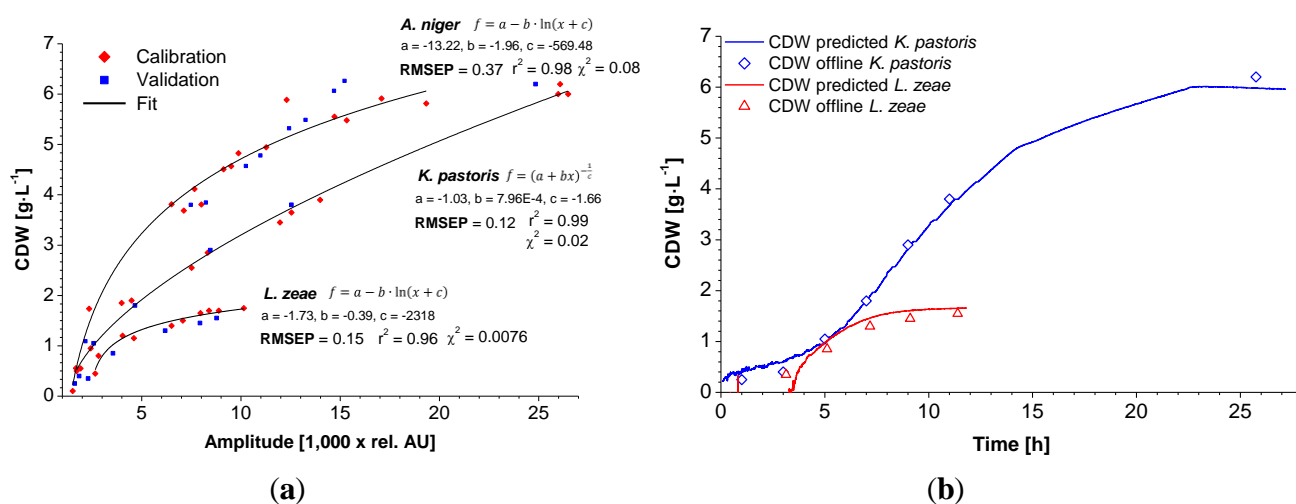 A. niger f = a − b · ln(x + c)
a = -13.22, b = -1.96, c = -569.48
RMSEP = 0.37 r² = 0.98 χ² = 0.08
Calibration
Validation
Fit
K. pastoris f = (a + bx)^(−1/c)
a = -1.03, b = 7.96E-4, c = -1.66
RMSEP = 0.12 r² = 0.99
χ² = 0.02
L. zeae f = a − b · ln(x + c)
a = -1.73, b = -0.39, c = -2318
RMSEP = 0.15 r² = 0.96 χ² = 0.0076
CDW [g·L⁻¹]
7
6
5
4
3
2
1
0
5 10 15 20 25
Amplitude [1,000 x rel. AU]
(a)
CDW predicted K. pastoris
CDW offline K. pastoris
CDW predicted L. zeae
CDW offline L. zeae
CDW [g·L⁻¹]
7
6
5
4
3
2
1
0
0 5 10 15 20 25
Time [h]
(b)